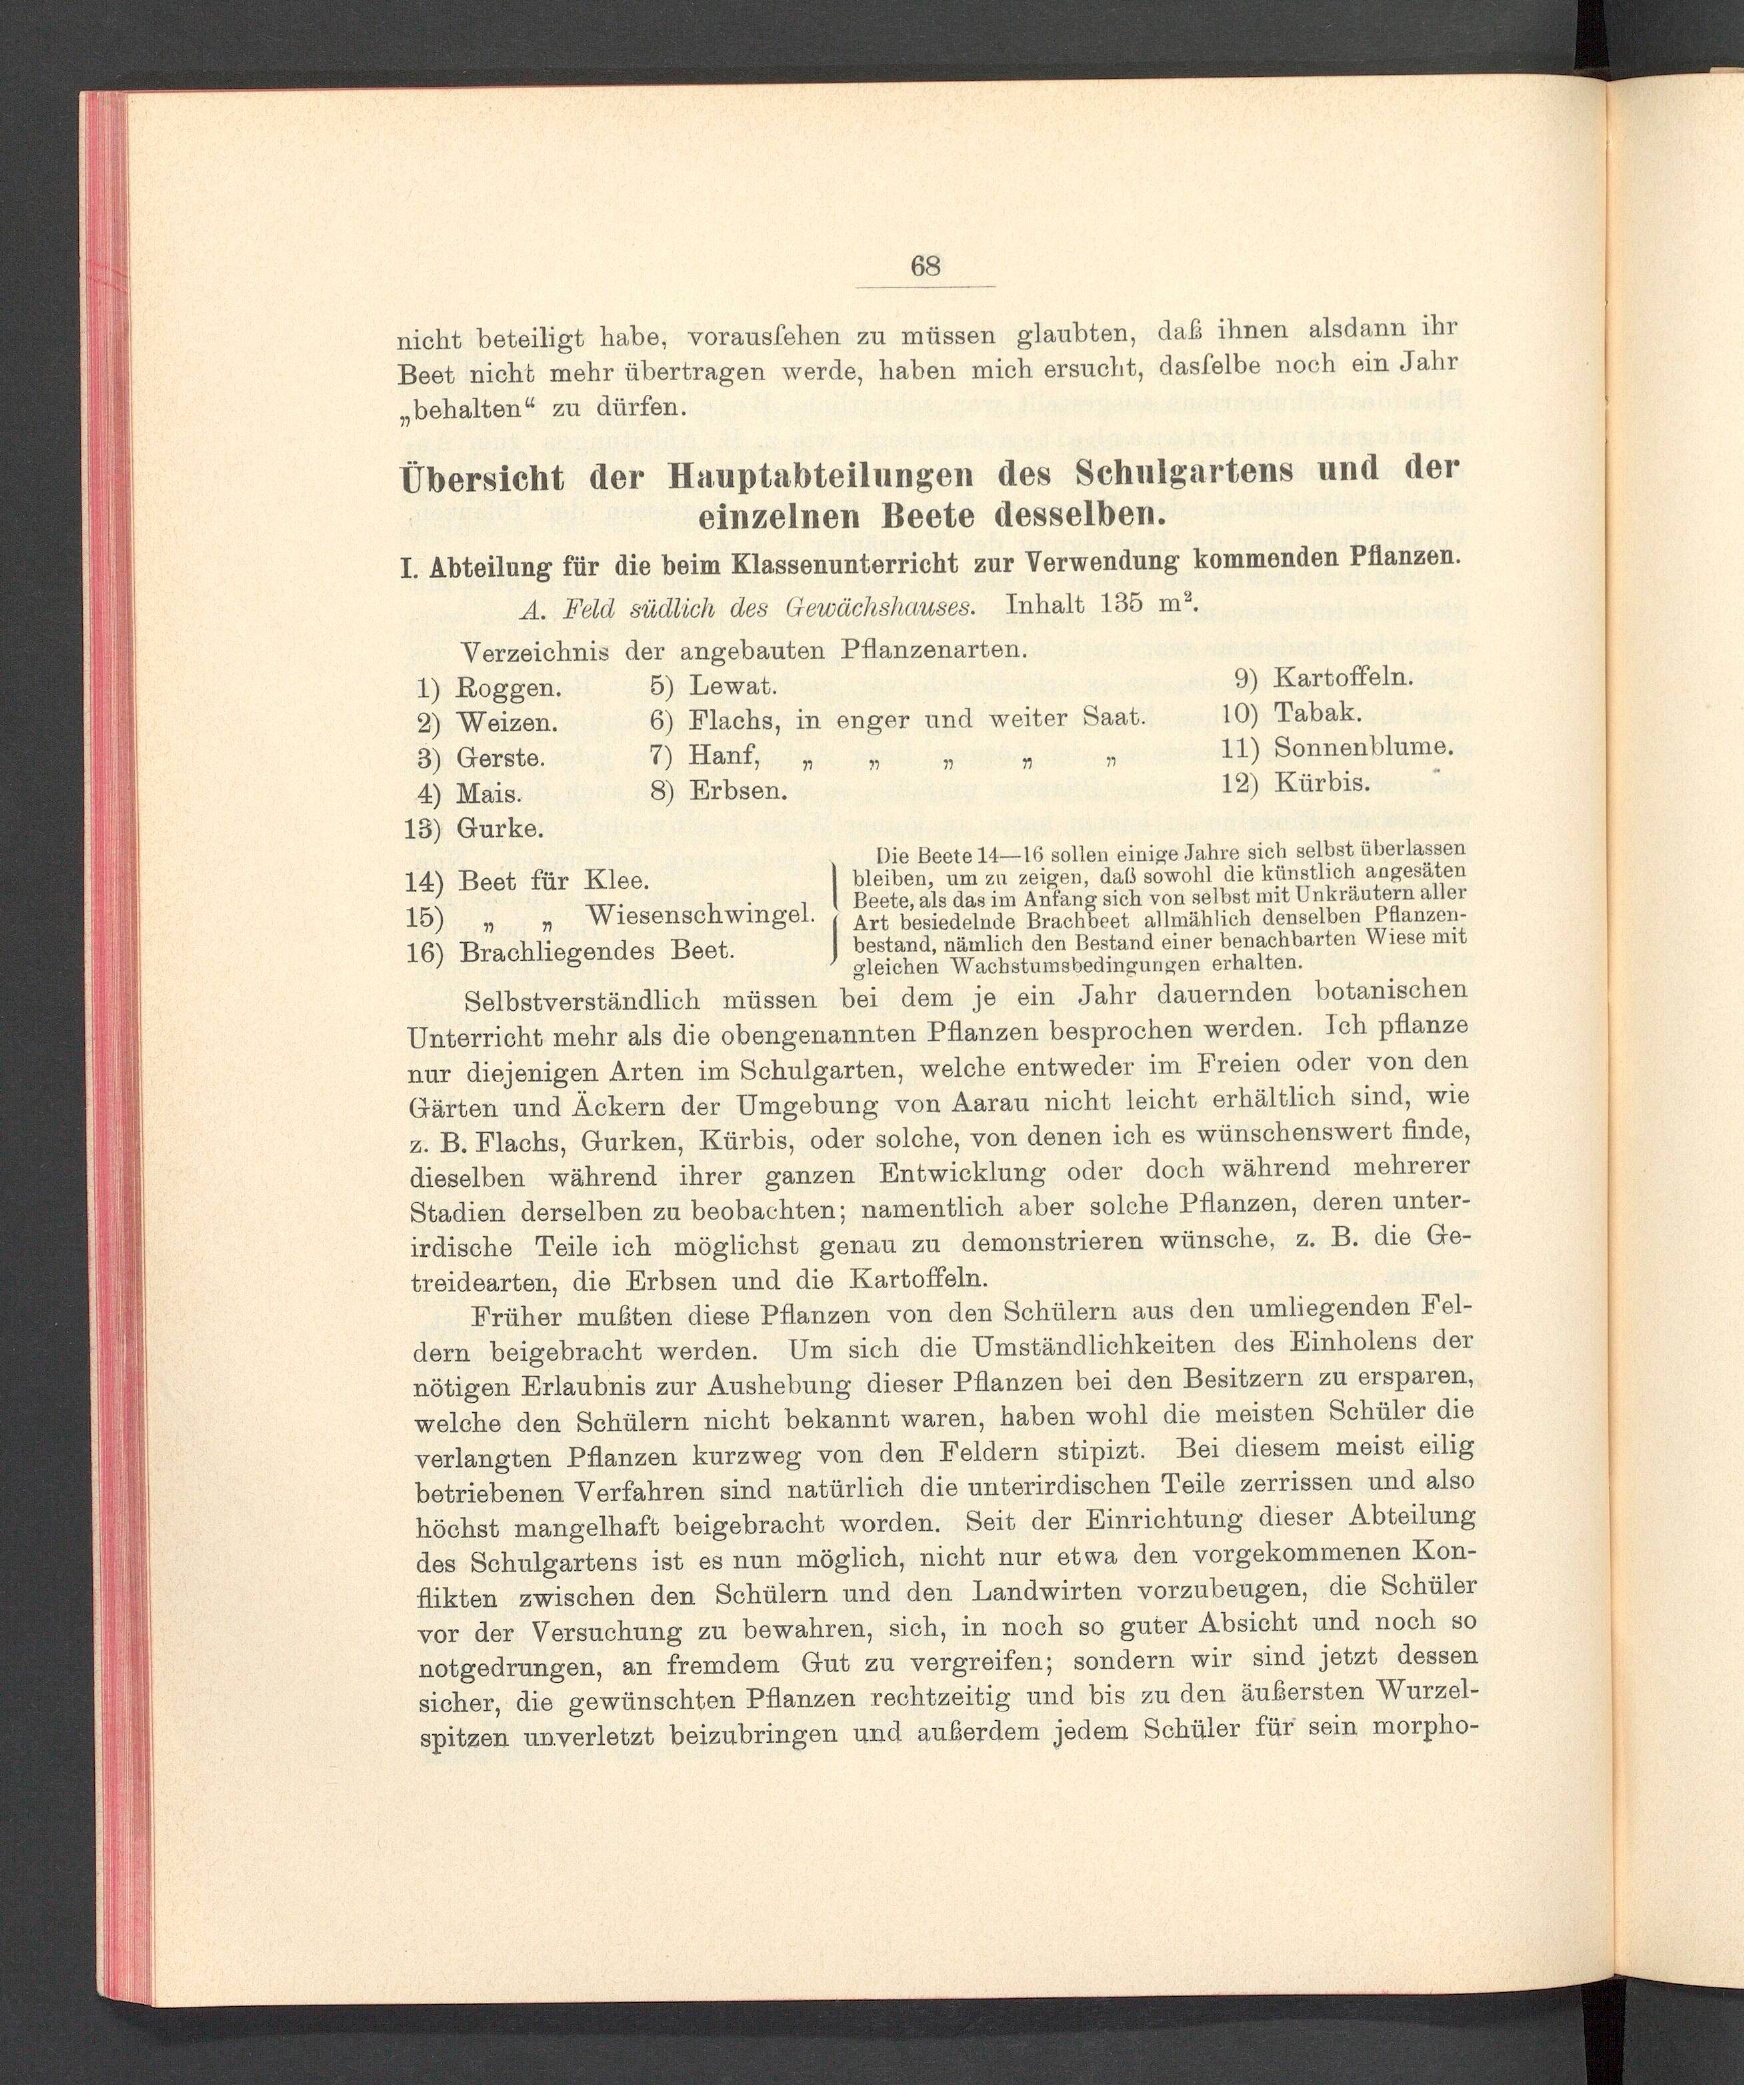 68
nicht beteiligt habe, vorausſehen zu müssen glaubten, daß ihnen alsdann ihr
Beet nicht mehr übertragen werde, haben mich ersucht, dasſelbe noch ein Jahr
„behalten“ zu dürfen.
Übersicht der Hauptabteilungen des Schulgartens und der
einzelnen Beete desselben.
I. Abteilung für die beim Klassenunterricht zur Verwendung kommenden Pflanzen.
A. Feld südlich des Gewächshauses. Inhalt 135 m².
Verzeichnis der angebauten Pflanzenarten.
1) Roggen. 5) Lewat. 9) Kartoffeln.
2) Weizen. 6) Flachs, in enger und weiter Saat. 10) Tabak.
3) Gerste. 7) Hanf, „ „ „ „ „ 11) Sonnenblume.
4) Mais. 8) Erbsen. 12) Kürbis.
13) Gurke.
14) Beet für Klee.
15) „ „ Wiesenschwingel.
16) Brachliegendes Beet.
Die Beete 14—16 sollen einige Jahre sich selbst überlassen
bleiben, um zu zeigen, daß sowohl die künstlich angesäten
Beete, als das im Anfang sich von selbst mit Unkräutern aller
Art besiedelnde Brachbeet allmählich denselben Pflanzen-
bestand, nämlich den Bestand einer benachbarten Wiese mit
gleichen Wachstumsbedingungen erhalten.
Selbstverständlich müssen bei dem je ein Jahr dauernden botanischen
Unterricht mehr als die obengenannten Pflanzen besprochen werden. Ich pflanze
nur diejenigen Arten im Schulgarten, welche entweder im Freien oder von den
Gärten und Äckern der Umgebung von Aarau nicht leicht erhältlich sind, wie
z. B. Flachs, Gurken, Kürbis, oder solche, von denen ich es wünschenswert finde,
dieselben während ihrer ganzen Entwicklung oder doch während mehrerer
Stadien derselben zu beobachten; namentlich aber solche Pflanzen, deren unter-
irdische Teile ich möglichst genau zu demonstrieren wünsche, z. B. die Ge-
treidearten, die Erbsen und die Kartoffeln.
Früher mußten diese Pflanzen von den Schülern aus den umliegenden Fel-
dern beigebracht werden. Um sich die Umständlichkeiten des Einholens der
nötigen Erlaubnis zur Aushebung dieser Pflanzen bei den Besitzern zu ersparen,
welche den Schülern nicht bekannt waren, haben wohl die meisten Schüler die
verlangten Pflanzen kurzweg von den Feldern stipizt. Bei diesem meist eilig
betriebenen Verfahren sind natürlich die unterirdischen Teile zerrissen und also
höchst mangelhaft beigebracht worden. Seit der Einrichtung dieser Abteilung
des Schulgartens ist es nun möglich, nicht nur etwa den vorgekommenen Kon-
flikten zwischen den Schülern und den Landwirten vorzubeugen, die Schüler
vor der Versuchung zu bewahren, sich, in noch so guter Absicht und noch so
notgedrungen, an fremdem Gut zu vergreifen; sondern wir sind jetzt dessen
sicher, die gewünschten Pflanzen rechtzeitig und bis zu den äußersten Wurzel-
spitzen unverletzt beizubringen und außerdem jedem Schüler für sein morpho-